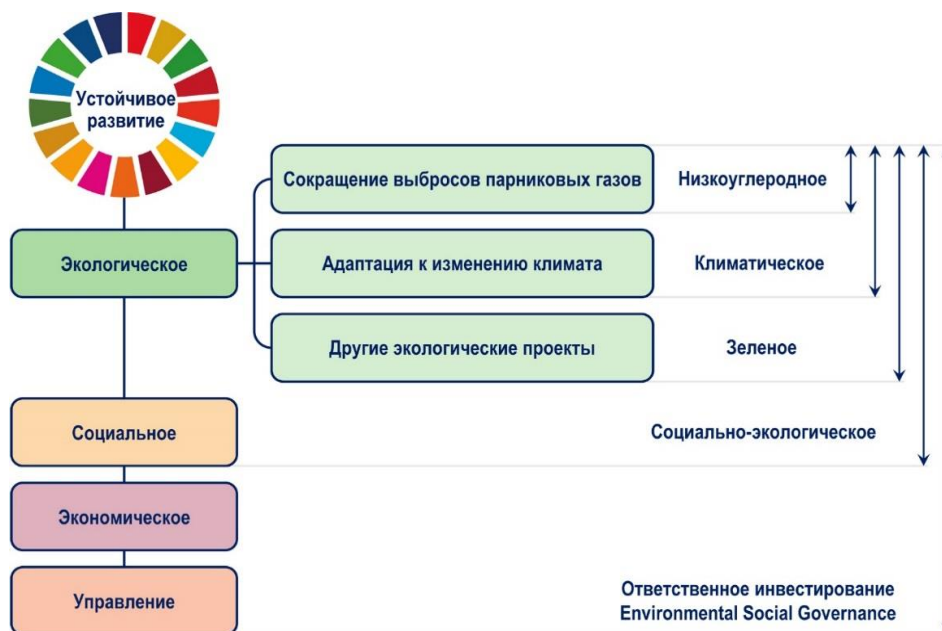 Устойчивое
развитие
Сокращение выбросов парниковых газов
Низкоуглеродное
Экологическое
Адаптация к изменению климата
Климатическое
Другие экологические проекты
Зеленое
Социальное
Социально-экологическое
Экономическое
Управление
Ответственное инвестирование
Environmental Social Governance